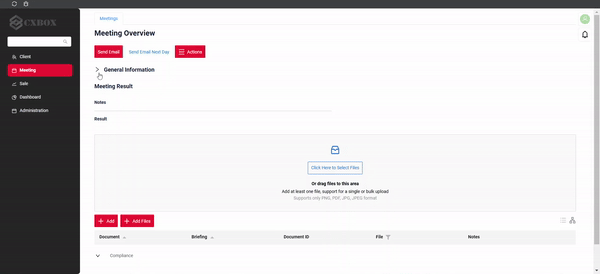 CXBOX
Meetings
Meeting Overview
Send Email
Send Email Next Day
Actions
Client
Meeting
Sale
Dashboard
Administration
General Information
Meeting Result
Notes
Result
Click Here to Select Files
Or drag files to this area
Add at least one file, support for a single or bulk upload
Supports only PNG, PDF, JPG, JPEG format
Add
Add Files
Document
Briefing
Document ID
File
Notes
Compliance